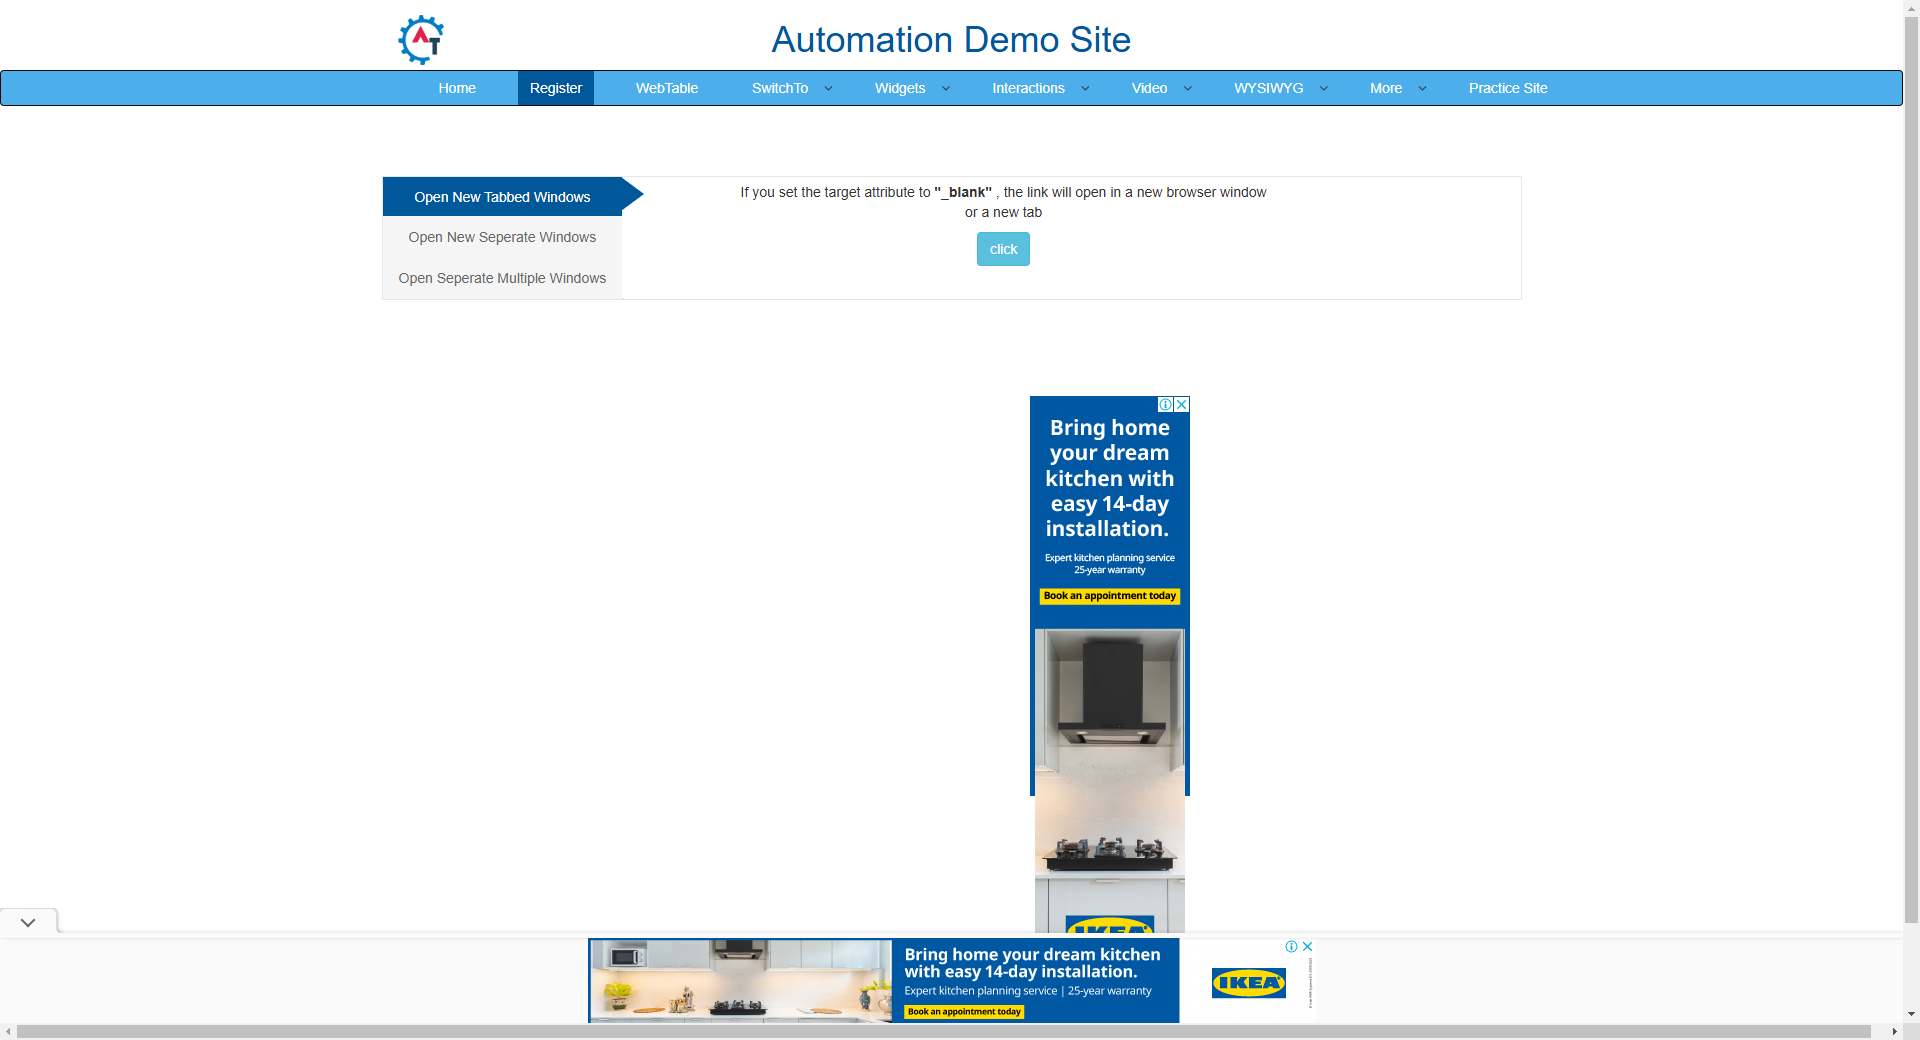 AT
Automation Demo Site
Home
Register
WebTable
SwitchTo
Widgets
Interactions
Video
WYSIWYG
More
Practice Site
Open New Tabbed Windows
Open New Seperate Windows
Open Seperate Multiple Windows
If you set the target attribute to "_blank" , the link will open in a new browser window
or a new tab
click
Bring home
your dream
kitchen with
easy 14-day
installation.
Expert kitchen planning service
25-year warranty
Book an appointment today
IKEA
Bring home your dream kitchen
with easy 14-day installation.
Expert kitchen planning service | 25-year warranty
Book an appointment today
IKEA